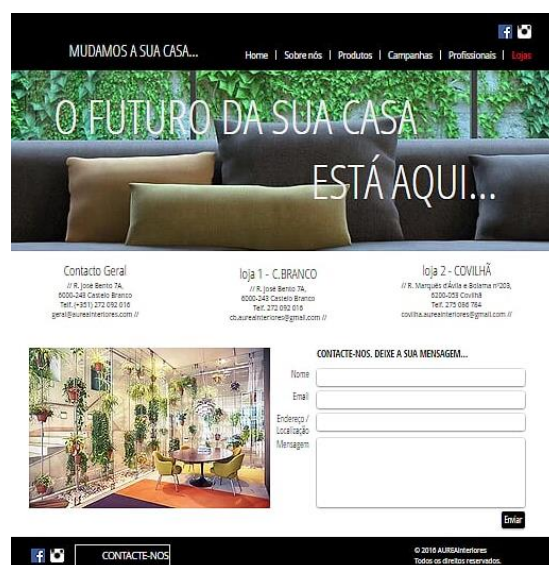 MUDAMOS A SUA CASA...
Home | Sobre nós | Produtos | Campanhas | Profissionais | Lojas
O FUTURO DA SUA CASA
ESTÁ AQUI...
Contacto Geral
// R. José Bento 7A,
6000-243 Castelo Branco
Telf. (+351) 272 092 016
geral@aureainteriores.com //
loja 1 - C.BRANCO
// R. José Bento 7A,
6000-243 Castelo Branco
Telf. 272 092 016
cb.aureainteriores@gmail.com //
loja 2 - COVILHÃ
// R. Marquês d'Ávila e Bolama nº203,
6200-053 Covilhã
Telf. 275 086 784
covilha.aureainteriores@gmail.com //
CONTACTE-NOS. DEIXE A SUA MENSAGEM...
Nome
Email
Endereço /
Localização
Mensagem
Enviar
CONTACTE-NOS
© 2016 AUREAInteriores
Todos os direitos reservados.